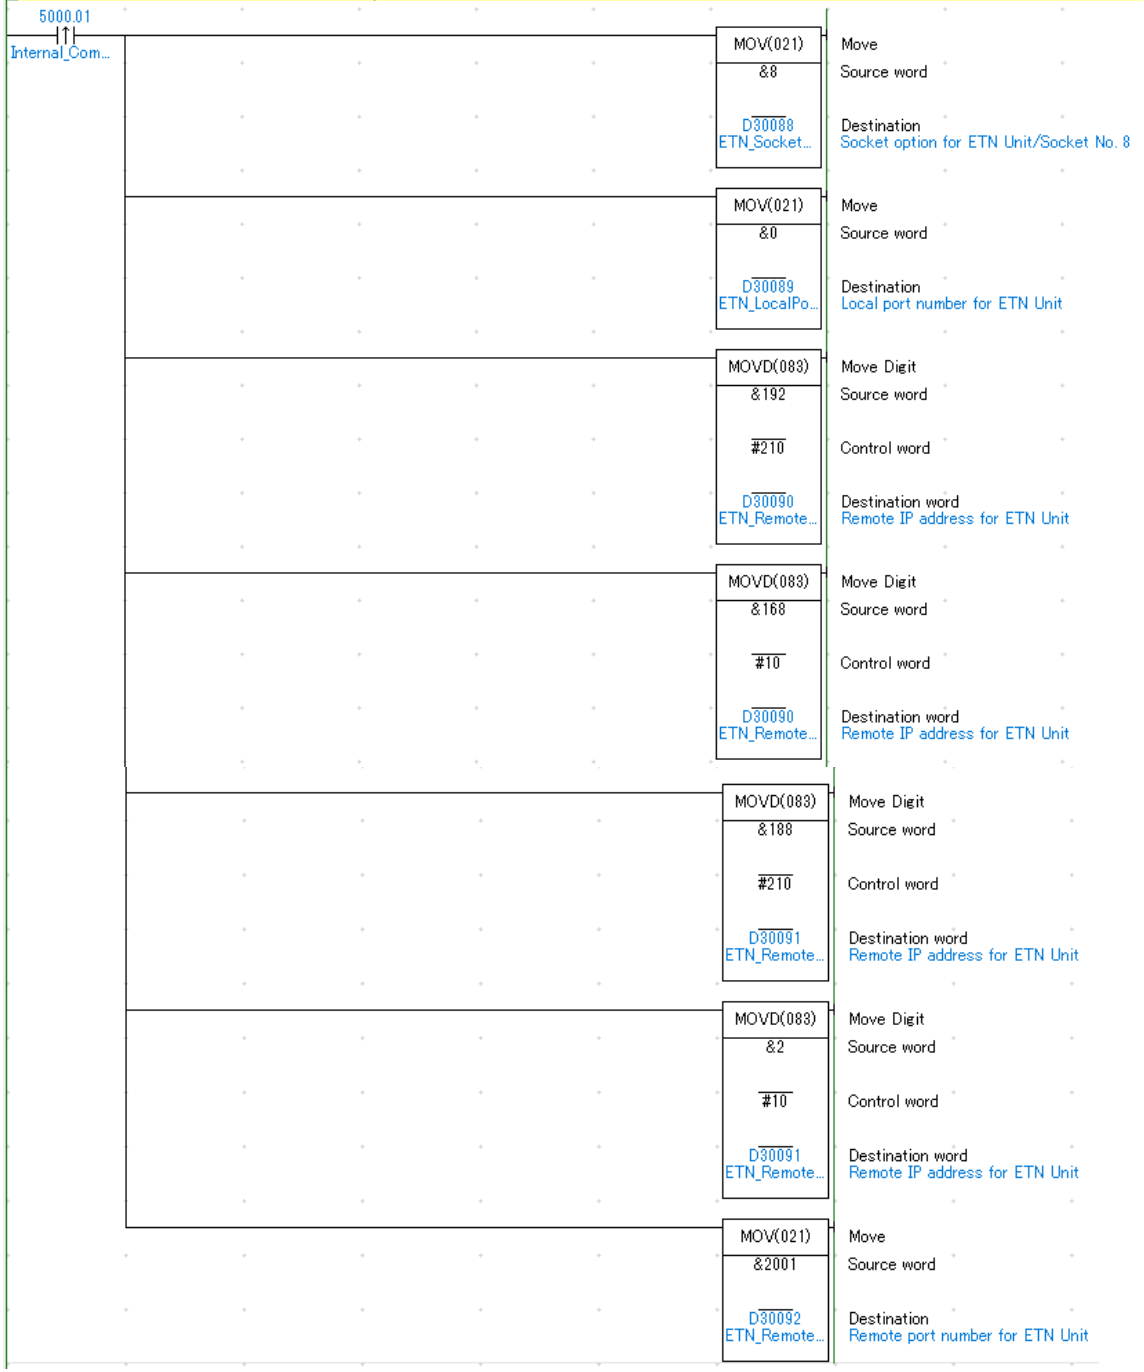 5000.01
Internal_Com...
MOV(021) Move
&8 Source word
D30088 Destination
ETN_Socket... Socket option for ETN Unit/Socket No. 8
MOV(021) Move
&0 Source word
D30089 Destination
ETN_LocalPo... Local port number for ETN Unit
MOVD(083) Move Digit
&192 Source word
#210 Control word
D30090 Destination word
ETN_Remote... Remote IP address for ETN Unit
MOVD(083) Move Digit
&168 Source word
#10 Control word
D30090 Destination word
ETN_Remote... Remote IP address for ETN Unit
MOVD(083) Move Digit
&188 Source word
#210 Control word
D30091 Destination word
ETN_Remote... Remote IP address for ETN Unit
MOVD(083) Move Digit
&2 Source word
#10 Control word
D30091 Destination word
ETN_Remote... Remote IP address for ETN Unit
MOV(021) Move
&2001 Source word
D30092 Destination
ETN_Remote... Remote port number for ETN Unit